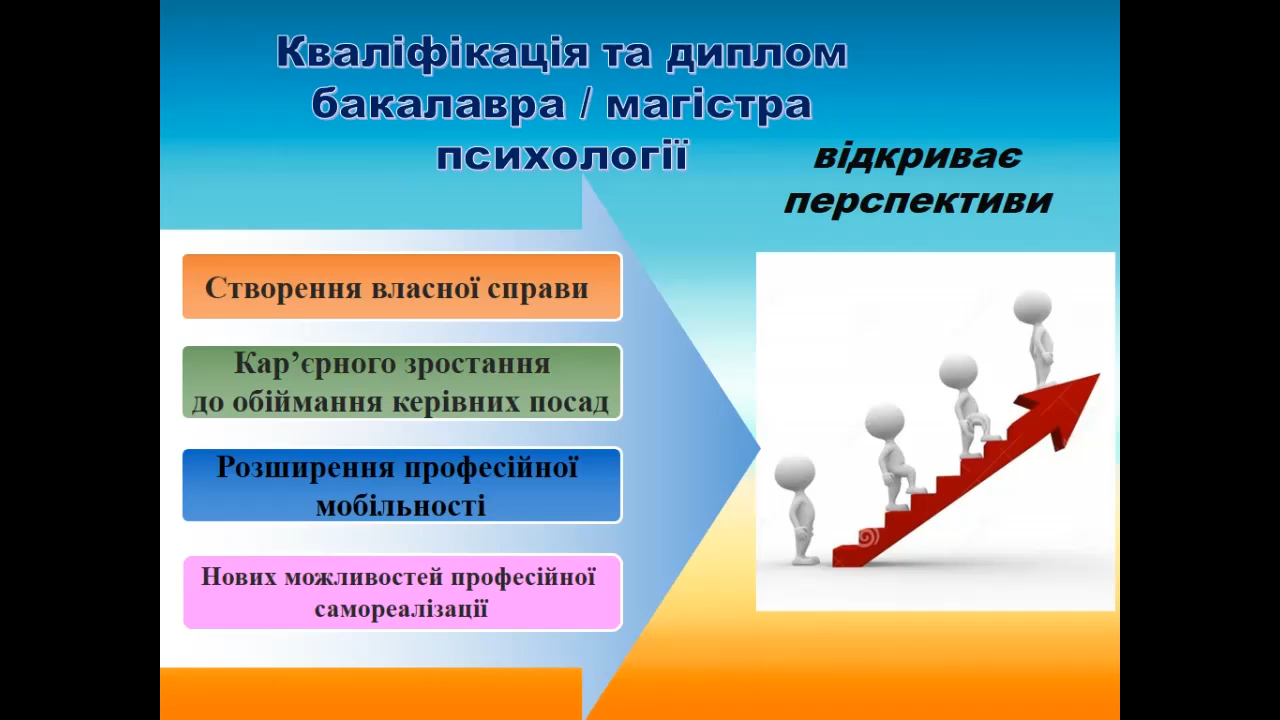 Кваліфікація та диплом
бакалавра / магістра
психології
відкриває
перспективи
Створення власної справи
Кар’єрного зростання
до обіймання керівних посад
Розширення професійної
мобільності
Нових можливостей професійної
самореалізації